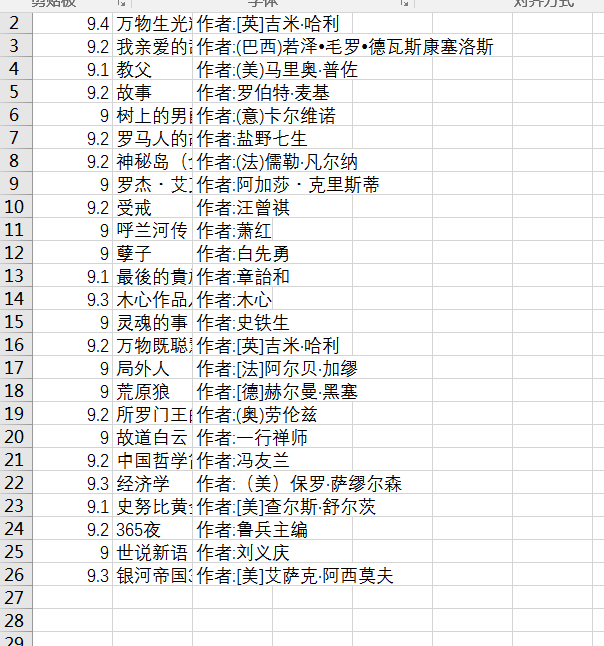 剪贴板 字体 对齐方式
2 9.4 万物生光 作者:[英]吉米·哈利
3 9.2 我亲爱的 作者:(巴西)若泽•毛罗•德瓦斯康塞洛斯
4 9.1 教父 作者:(美)马里奥·普佐
5 9.2 故事 作者:罗伯特·麦基
6 9 树上的男 作者:(意)卡尔维诺
7 9.2 罗马人的 作者:盐野七生
8 9.2 神秘岛（ 作者:(法)儒勒·凡尔纳
9 9 罗杰·艾 作者:阿加莎·克里斯蒂
10 9.2 受戒 作者:汪曾祺
11 9 呼兰河传 作者:萧红
12 9 孽子 作者:白先勇
13 9.1 最後的貴 作者:章詒和
14 9.3 木心作品 作者:木心
15 9 灵魂的事 作者:史铁生
16 9.2 万物既聪 作者:[英]吉米·哈利
17 9 局外人 作者:[法]阿尔贝·加缪
18 9 荒原狼 作者:[德]赫尔曼·黑塞
19 9.2 所罗门王 作者:(奥)劳伦兹
20 9 故道白云 作者:一行禅师
21 9.2 中国哲学 作者:冯友兰
22 9.3 经济学 作者:（美）保罗·萨缪尔森
23 9.1 史努比黄 作者:[美]查尔斯·舒尔茨
24 9.2 365夜 作者:鲁兵主编
25 9 世说新语 作者:刘义庆
26 9.3 银河帝国 作者:[美]艾萨克·阿西莫夫
27
28
29